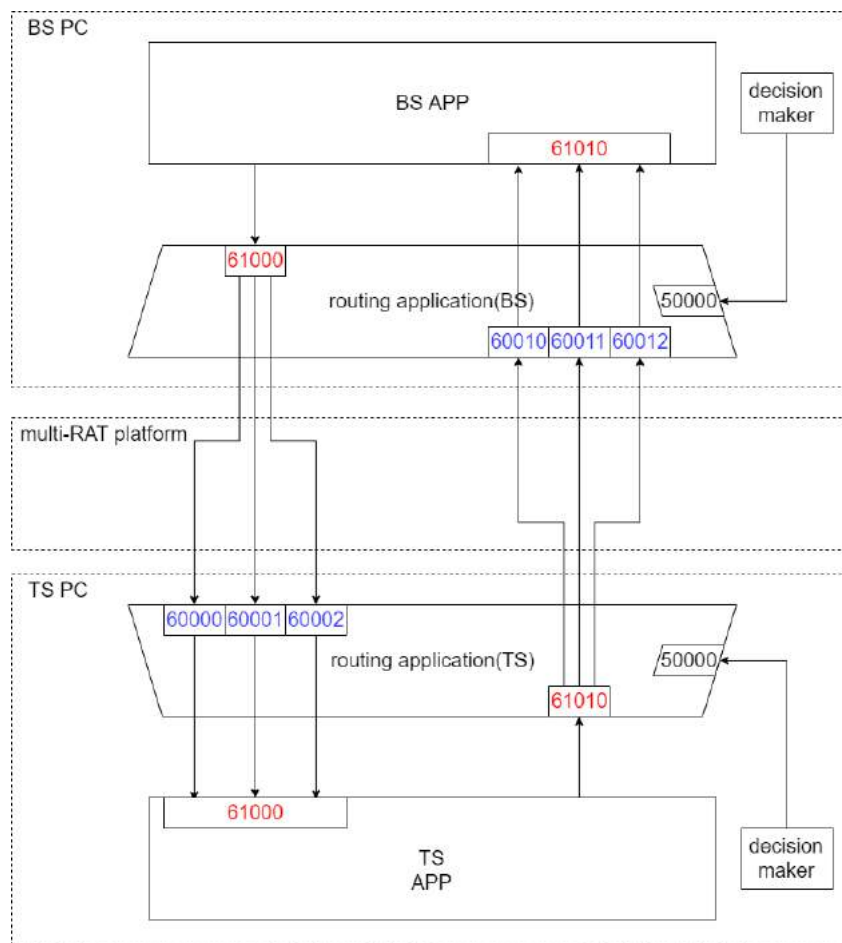 BS PC
BS APP
decision
maker
61010
61000
routing application(BS)
50000
60010 60011 60012
multi-RAT platform
TS PC
60000 60001 60002
routing application(TS)
50000
61010
61000
TS
APP
decision
maker